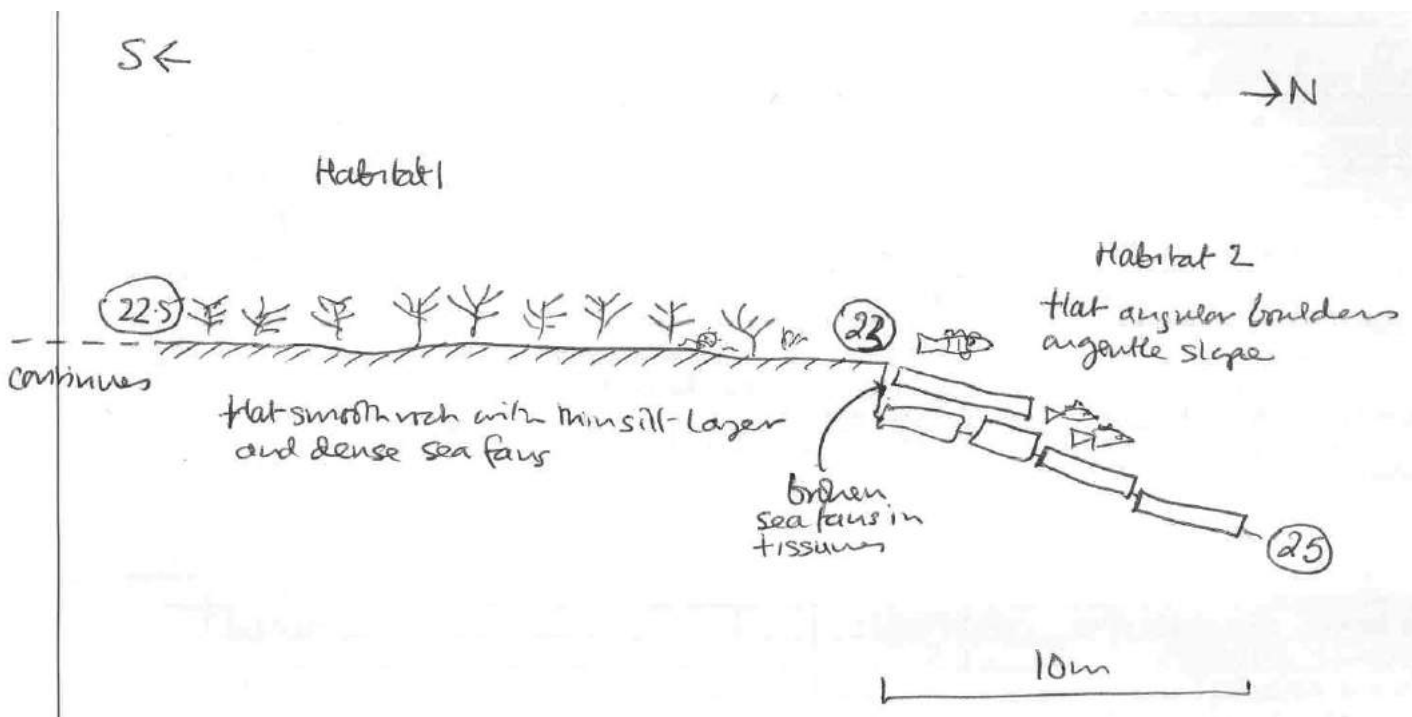 S ←
→ N
Habitat 1
Habitat 2
flat angular boulders
on gentle slope
22.5
23
continues
flat smooth rock with thin silt layer
and dense sea fans
broken
sea fans in
fissures
25
10m